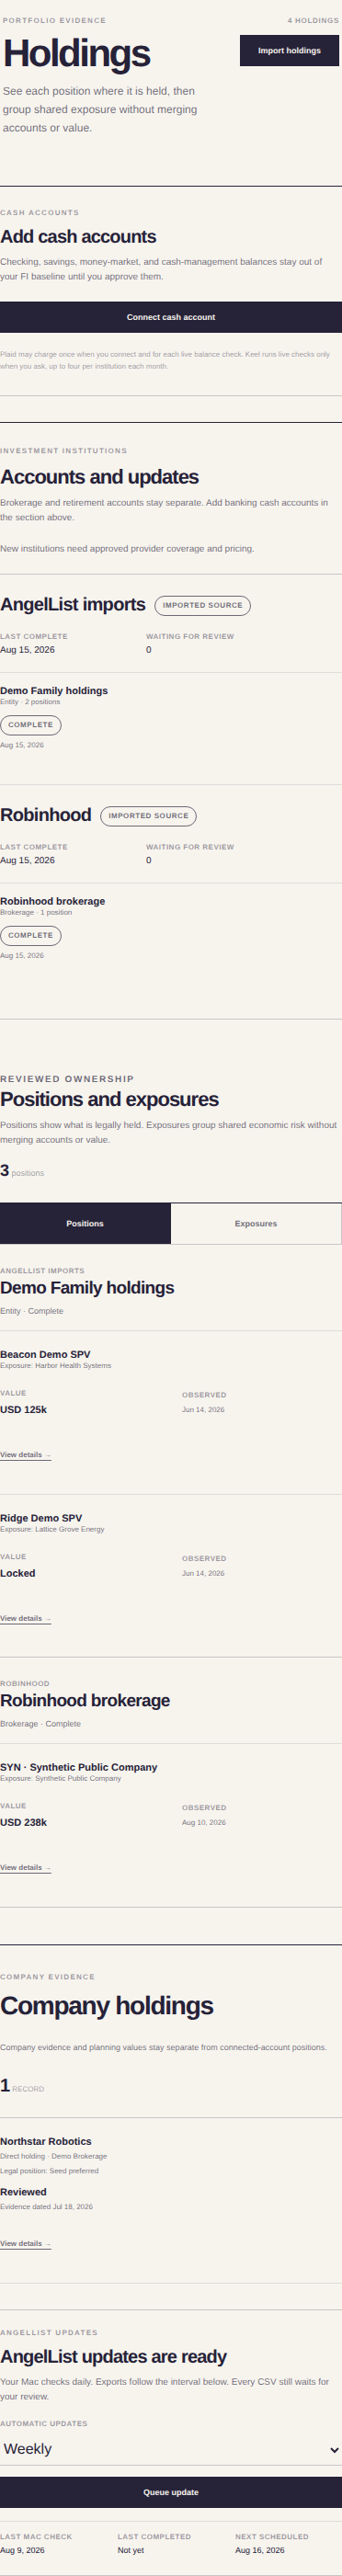 PORTFOLIO EVIDENCE
4 HOLDINGS
Holdings
Import holdings
See each position where it is held, then
group shared exposure without merging
accounts or value.
CASH ACCOUNTS
Add cash accounts
Checking, savings, money-market, and cash-management balances stay out of
your FI baseline until you approve them.
Connect cash account
Plaid may charge once when you connect and for each live balance check. Keel runs live checks only
when you ask, up to four per institution each month.
INVESTMENT INSTITUTIONS
Accounts and updates
Brokerage and retirement accounts stay separate. Add banking cash accounts in
the section above.
New institutions need approved provider coverage and pricing.
AngelList imports
IMPORTED SOURCE
LAST COMPLETE
WAITING FOR REVIEW
Aug 15, 2026
0
Demo Family holdings
Entity · 2 positions
COMPLETE
Aug 15, 2026
Robinhood
IMPORTED SOURCE
LAST COMPLETE
WAITING FOR REVIEW
Aug 15, 2026
0
Robinhood brokerage
Brokerage · 1 position
COMPLETE
Aug 15, 2026
REVIEWED OWNERSHIP
Positions and exposures
Positions show what is legally held. Exposures group shared economic risk without
merging accounts or value.
3 positions
Positions
Exposures
ANGELLIST IMPORTS
Demo Family holdings
Entity · Complete
Beacon Demo SPV
Exposure: Harbor Health Systems
VALUE
OBSERVED
USD 125k
Jun 14, 2026
View details →
Ridge Demo SPV
Exposure: Lattice Grove Energy
VALUE
OBSERVED
Locked
Jun 14, 2026
View details →
ROBINHOOD
Robinhood brokerage
Brokerage · Complete
SYN · Synthetic Public Company
Exposure: Synthetic Public Company
VALUE
OBSERVED
USD 238k
Aug 10, 2026
View details →
COMPANY EVIDENCE
Company holdings
Company evidence and planning values stay separate from connected-account positions.
1 RECORD
Northstar Robotics
Direct holding · Demo Brokerage
Legal position: Seed preferred
Reviewed
Evidence dated Jul 18, 2026
View details →
ANGELLIST UPDATES
AngelList updates are ready
Your Mac checks daily. Exports follow the interval below. Every CSV still waits for
your review.
AUTOMATIC UPDATES
Weekly
Queue update
LAST MAC CHECK
LAST COMPLETED
NEXT SCHEDULED
Aug 9, 2026
Not yet
Aug 16, 2026